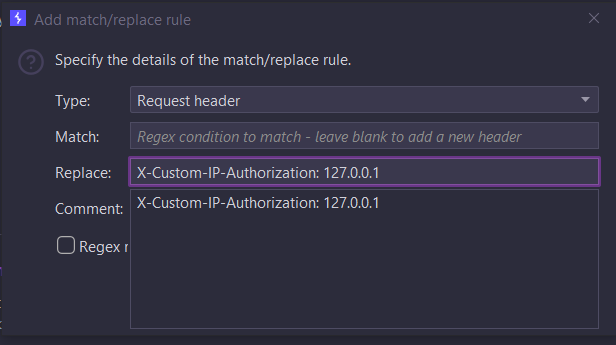 Add match/replace rule
Specify the details of the match/replace rule.
Type: Request header
Match: Regex condition to match - leave blank to add a new header
Replace: X-Custom-IP-Authorization: 127.0.0.1
Comment: X-Custom-IP-Authorization: 127.0.0.1
Regex